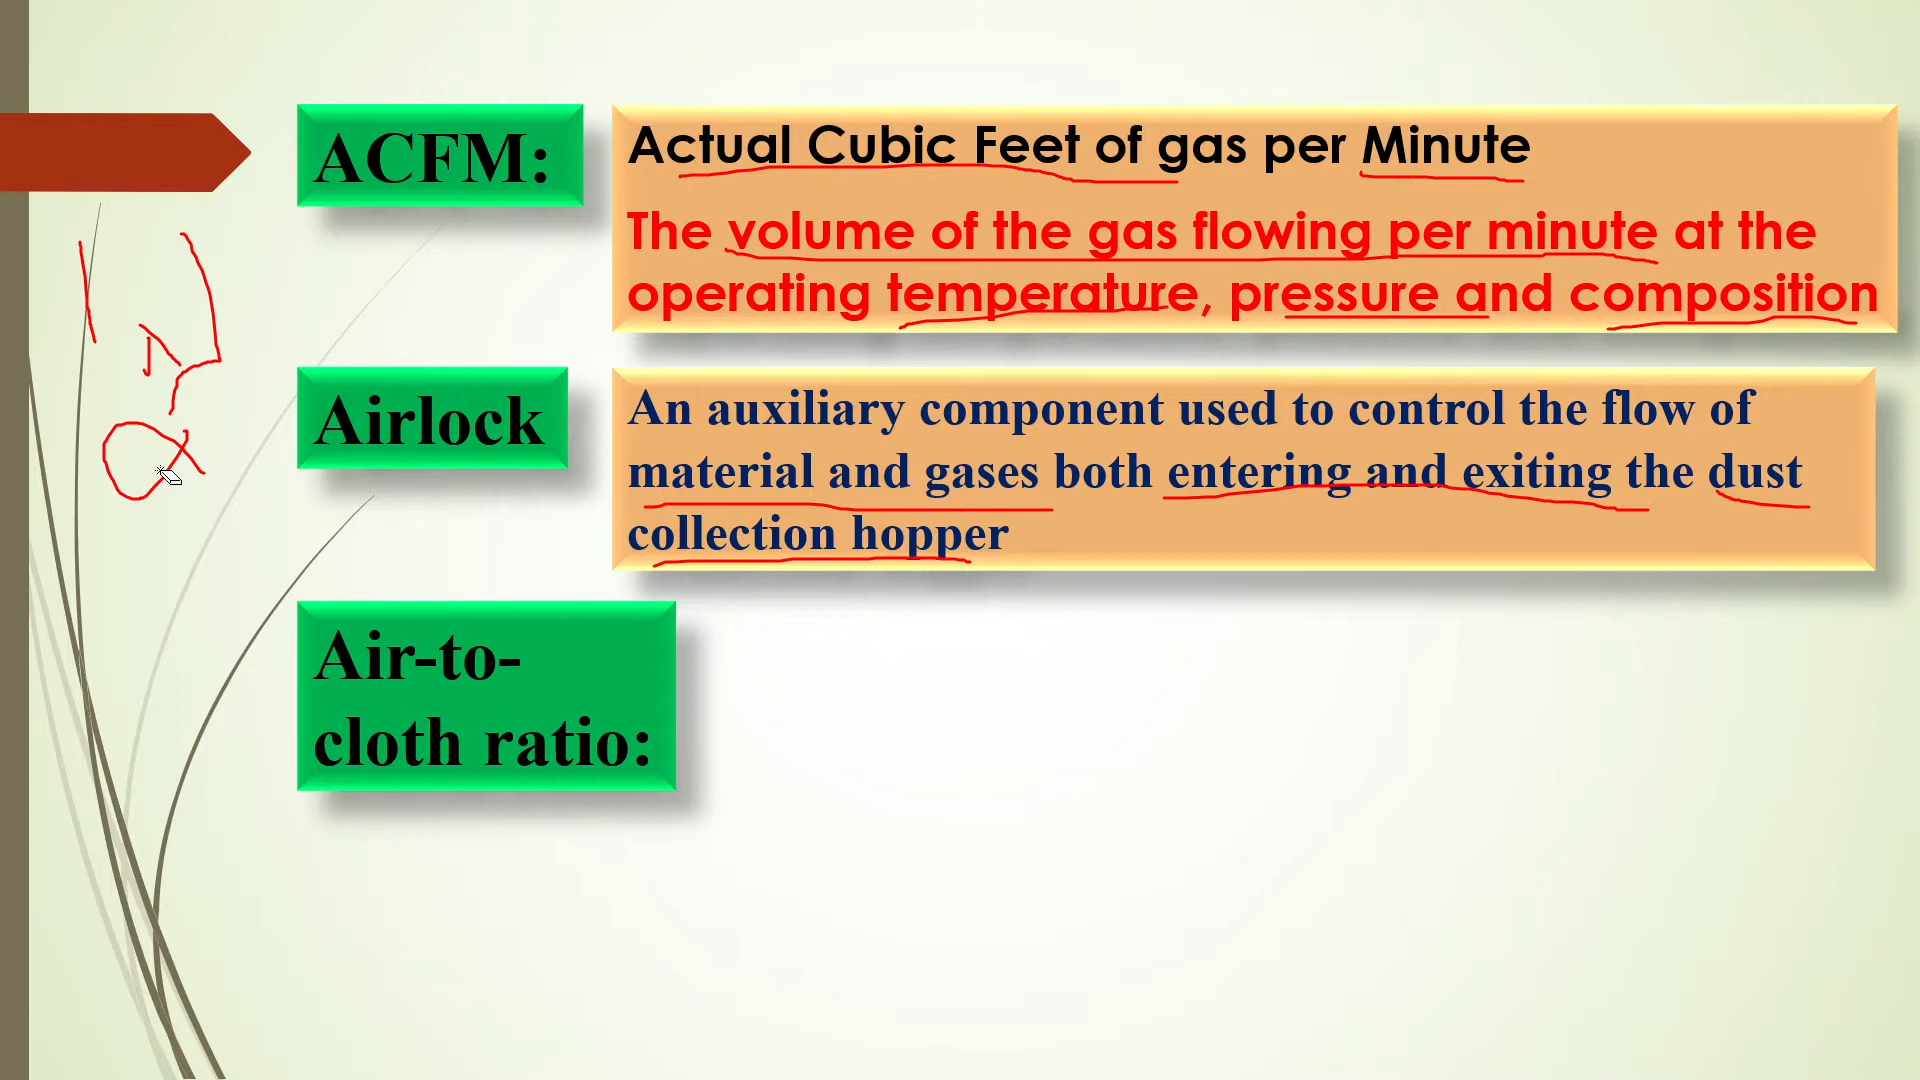 ACFM:
Actual Cubic Feet of gas per Minute
The volume of the gas flowing per minute at the
operating temperature, pressure and composition
Airlock
An auxiliary component used to control the flow of
material and gases both entering and exiting the dust
collection hopper
Air-to-
cloth ratio: